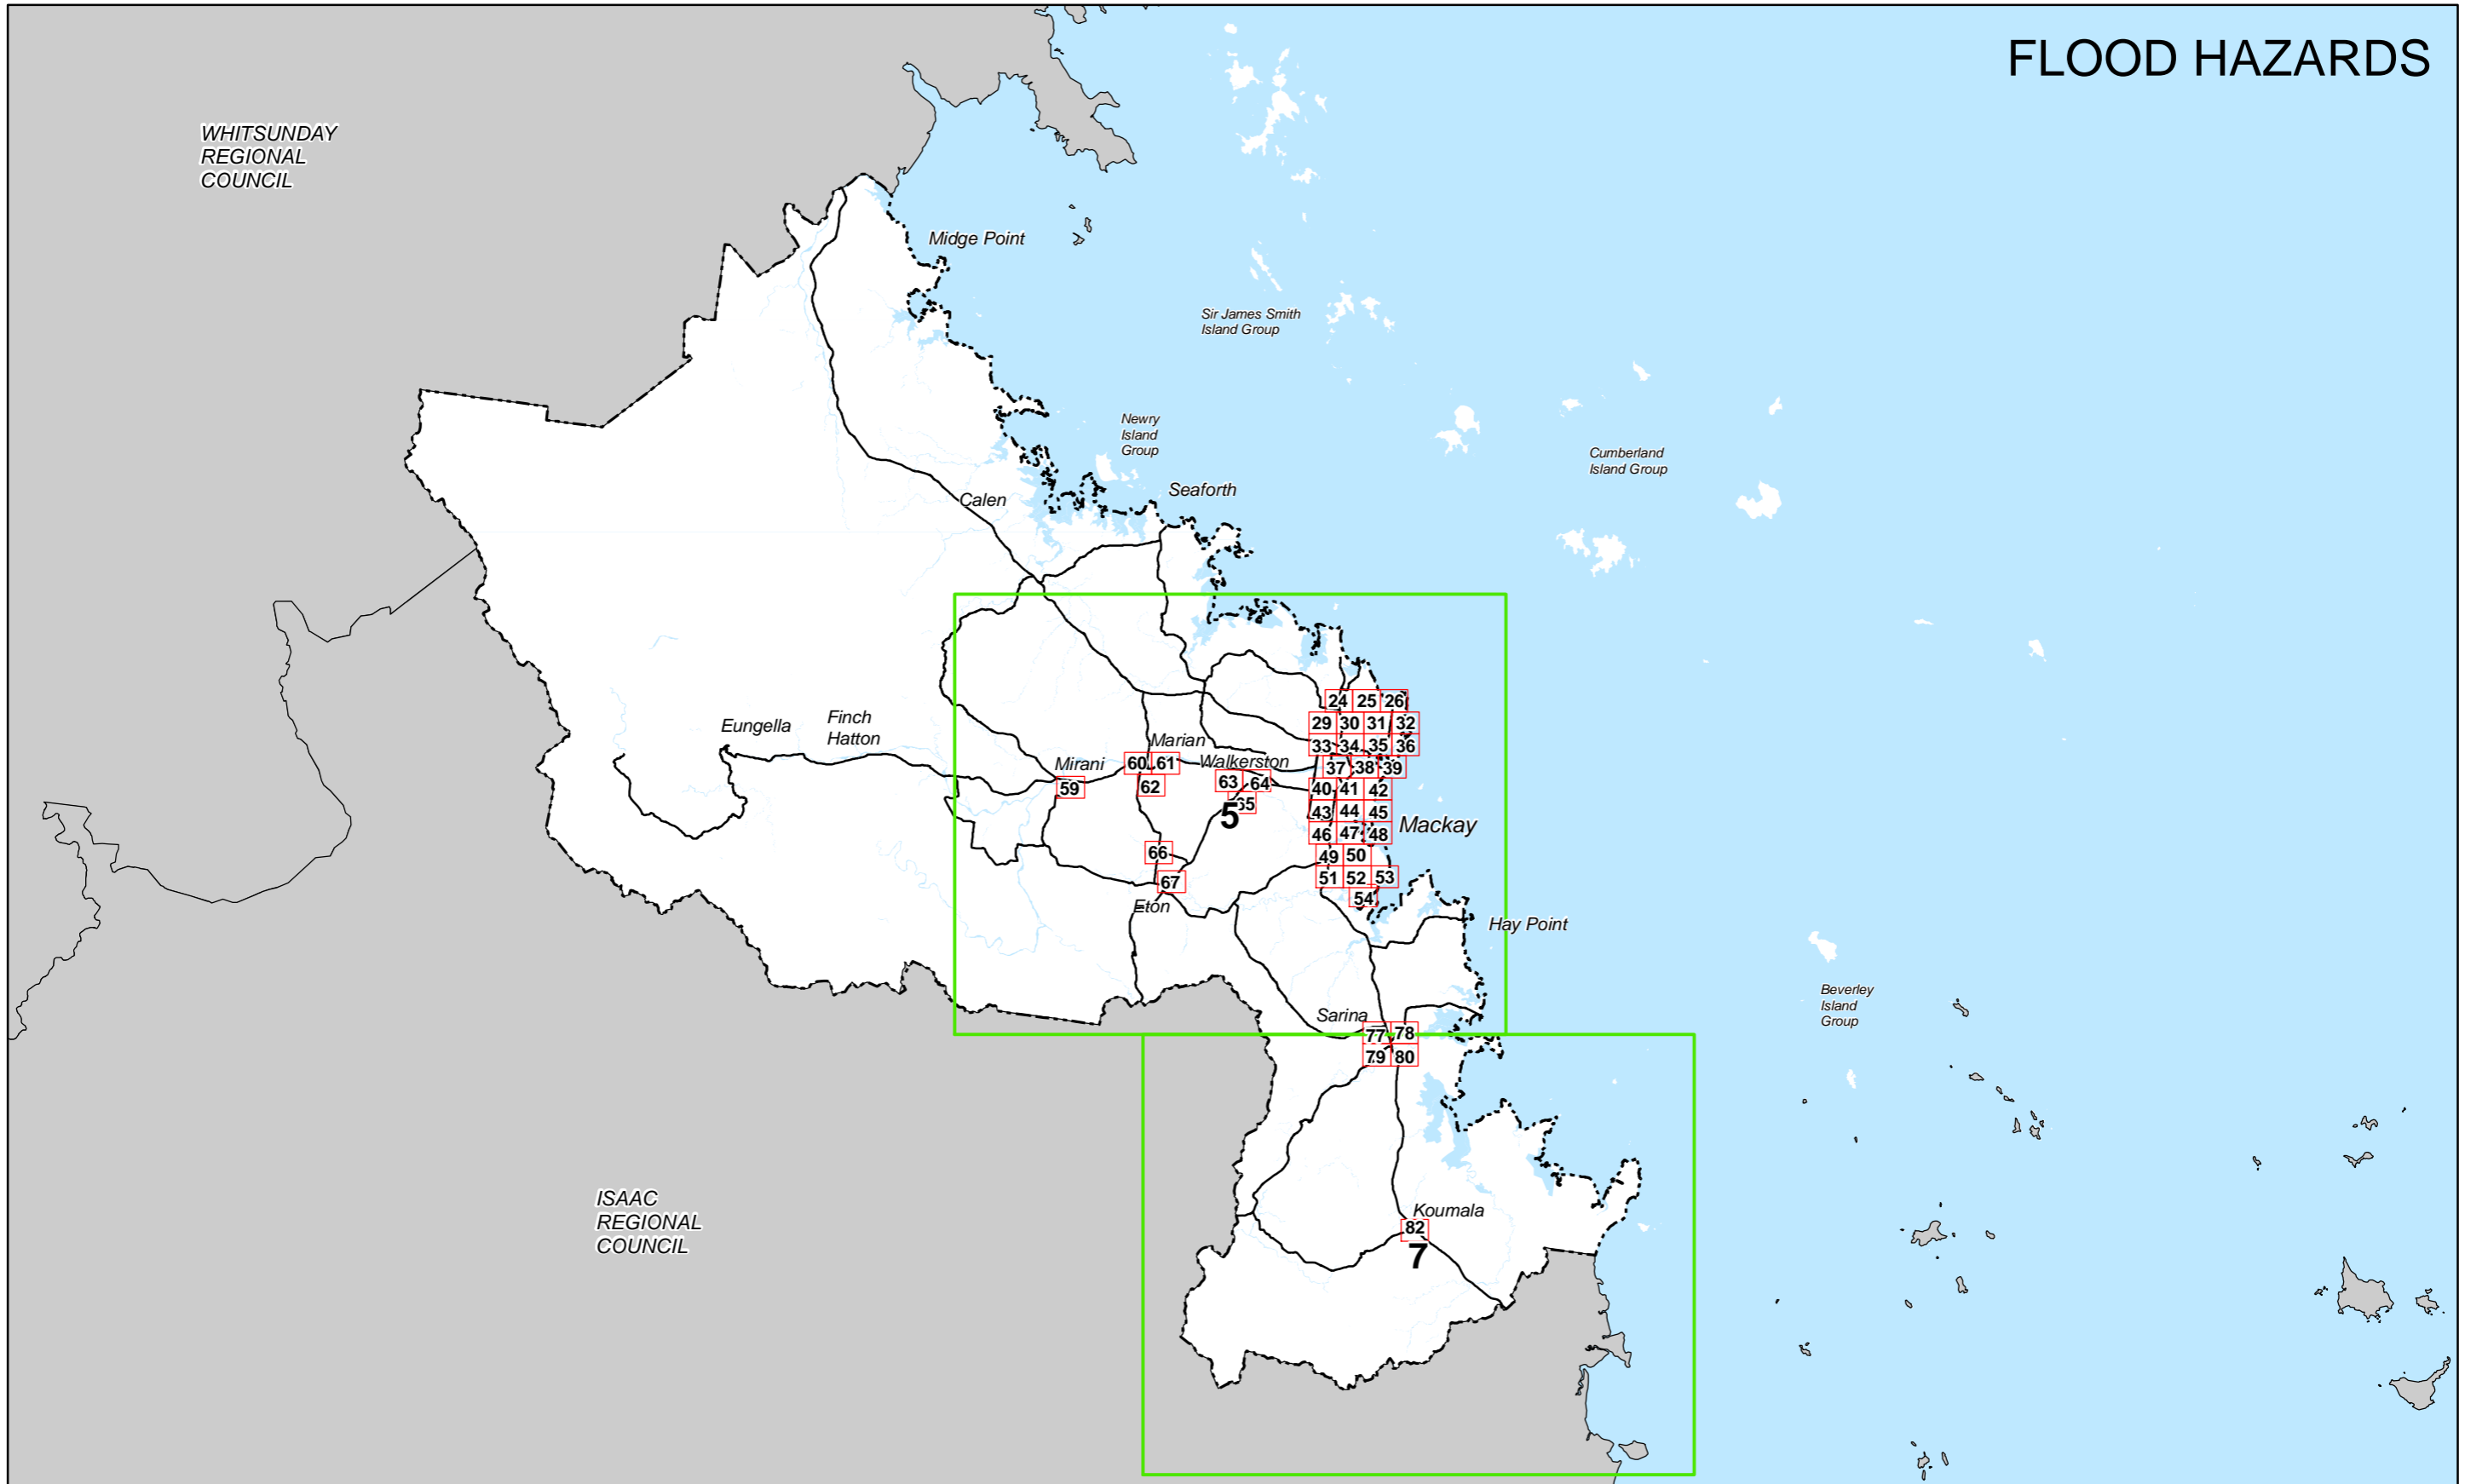 FLOOD HAZARDS
WHITSUNDAY
REGIONAL
COUNCIL
Midge Point
Sir James Smith
Island Group
Newry
Island
Group
Cumberland
Island Group
Seaforth
Calen
24 25 26
29 30 31 32
33 34 35 36
37 38 39
40 41 42
43 44 45
46 47 48
49 50
51 52 53
54
Eungella
Finch
Hatton
Marian
Mirani
Walkerston
60 61
59
62
63 64
65
5
Mackay
66
67
Eton
Hay Point
Beverley
Island
Group
Sarina
77 78
79 80
ISAAC
REGIONAL
COUNCIL
Koumala
82
7